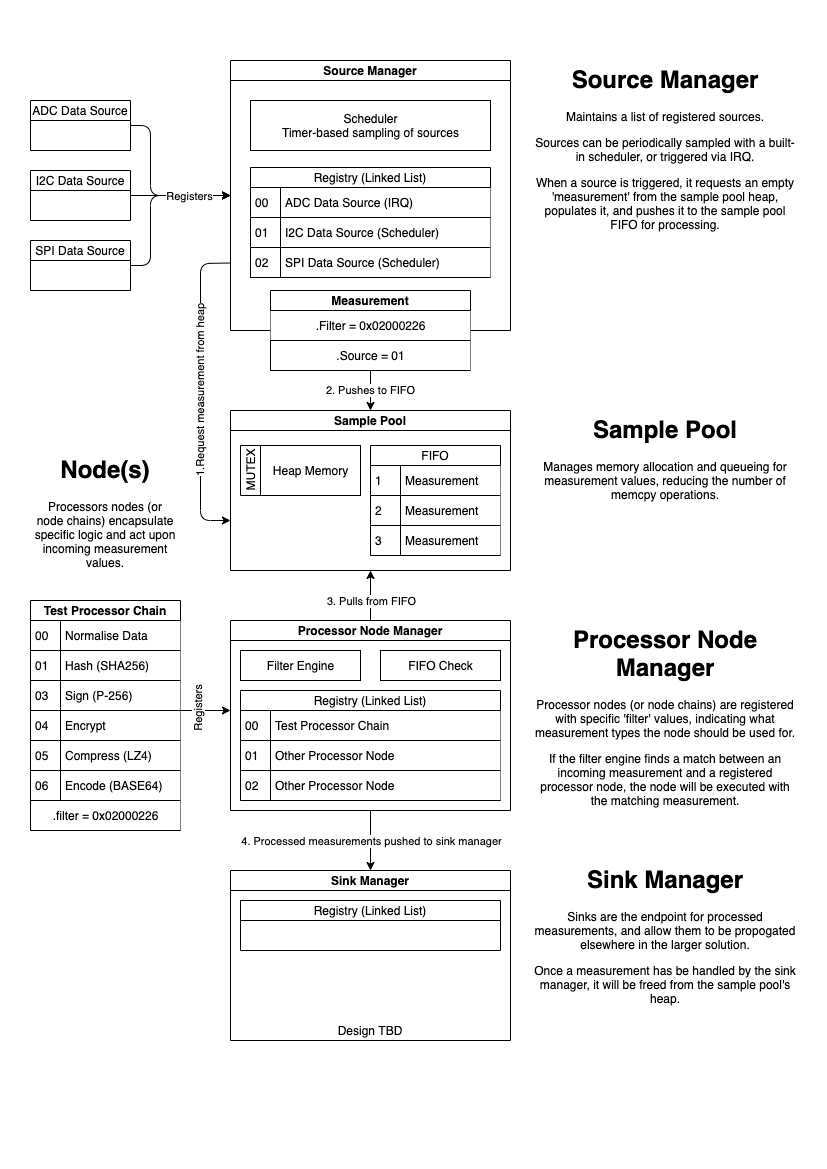 Source Manager
Scheduler
Timer-based sampling of sources
Registry (Linked List)
00 ADC Data Source (IRQ)
01 I2C Data Source (Scheduler)
02 SPI Data Source (Scheduler)
ADC Data Source
I2C Data Source
SPI Data Source
Registers
Measurement
.Filter = 0x02000226
.Source = 01
1.Request measurement from heap
2. Pushes to FIFO
Source Manager
Maintains a list of registered sources.
Sources can be periodically sampled with a built-
in scheduler, or triggered via IRQ.
When a source is triggered, it requests an empty
'measurement' from the sample pool heap,
populates it, and pushes it to the sample pool
FIFO for processing.
Sample Pool
MUTEX
Heap Memory
FIFO
1 Measurement
2 Measurement
3 Measurement
Sample Pool
Manages memory allocation and queueing for
measurement values, reducing the number of
memcpy operations.
Node(s)
Processors nodes (or
node chains) encapsulate
specific logic and act upon
incoming measurement
values.
3. Pulls from FIFO
Test Processor Chain
00 Normalise Data
01 Hash (SHA256)
03 Sign (P-256)
04 Encrypt
05 Compress (LZ4)
06 Encode (BASE64)
.filter = 0x02000226
Registers
Processor Node Manager
Filter Engine
FIFO Check
Registry (Linked List)
00 Test Processor Chain
01 Other Processor Node
02 Other Processor Node
Processor Node
Manager
Processor nodes (or node chains) are registered
with specific 'filter' values, indicating what
measurement types the node should be used for.
If the filter engine finds a match between an
incoming measurement and a registered
processor node, the node will be executed with
the matching measurement.
4. Processed measurements pushed to sink manager
Sink Manager
Registry (Linked List)
Design TBD
Sink Manager
Sinks are the endpoint for processed
measurements, and allow them to be propogated
elsewhere in the larger solution.
Once a measurement has be handled by the sink
manager, it will be freed from the sample pool's
heap.